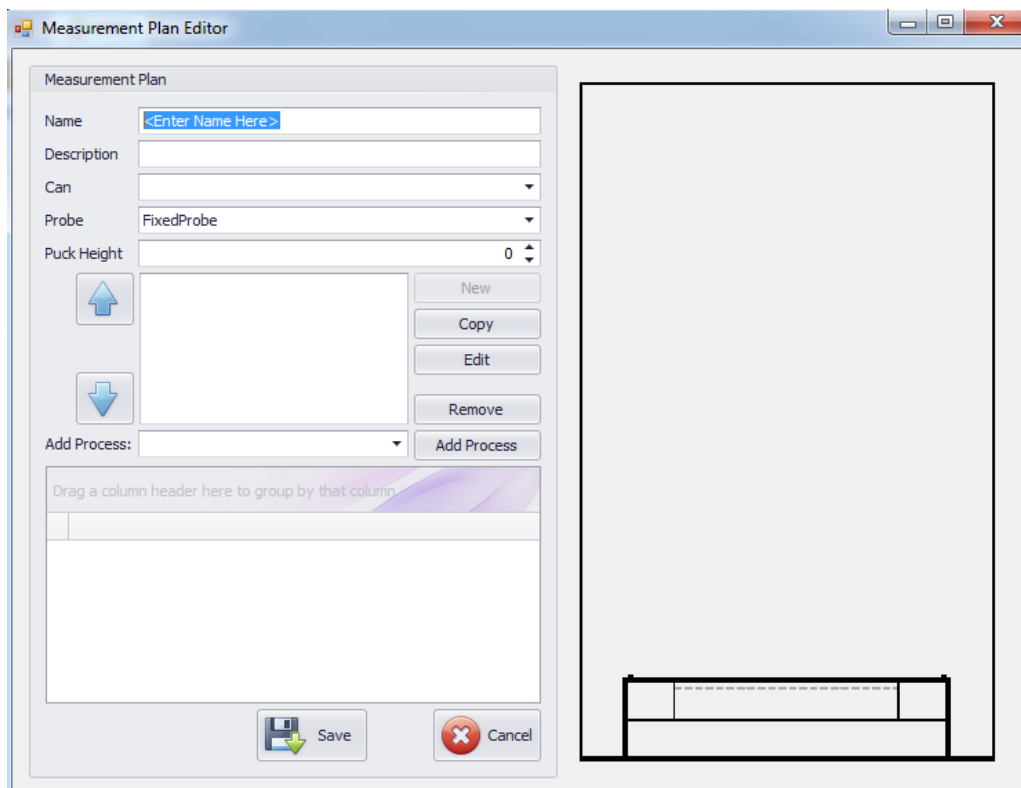 Measurement Plan Editor
Measurement Plan
Name <Enter Name Here>
Description
Can
Probe FixedProbe
Puck Height 0
New
Copy
Edit
Remove
Add Process: Add Process
Drag a column header here to group by that column
Save Cancel